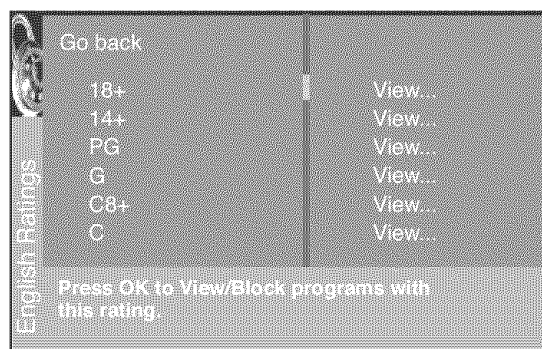 Go back
18+ View...
14+ View...
PG View...
G View...
C8+ View...
C View...
English Ratings
Press OK to View/Block programs with
this rating.